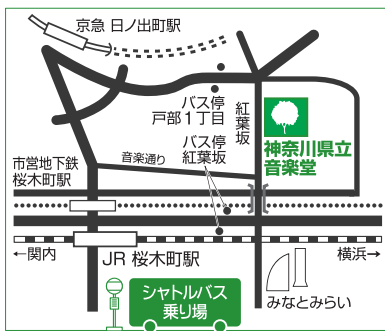 京急 日ノ出町駅
バス停
戸部1丁目
紅葉坂
バス停
紅葉坂
神奈川県立
音楽堂
音楽通り
市営地下鉄
桜木町駅
←関内
JR 桜木町駅
横浜→
みなとみらい
シャトルバス
乗り場